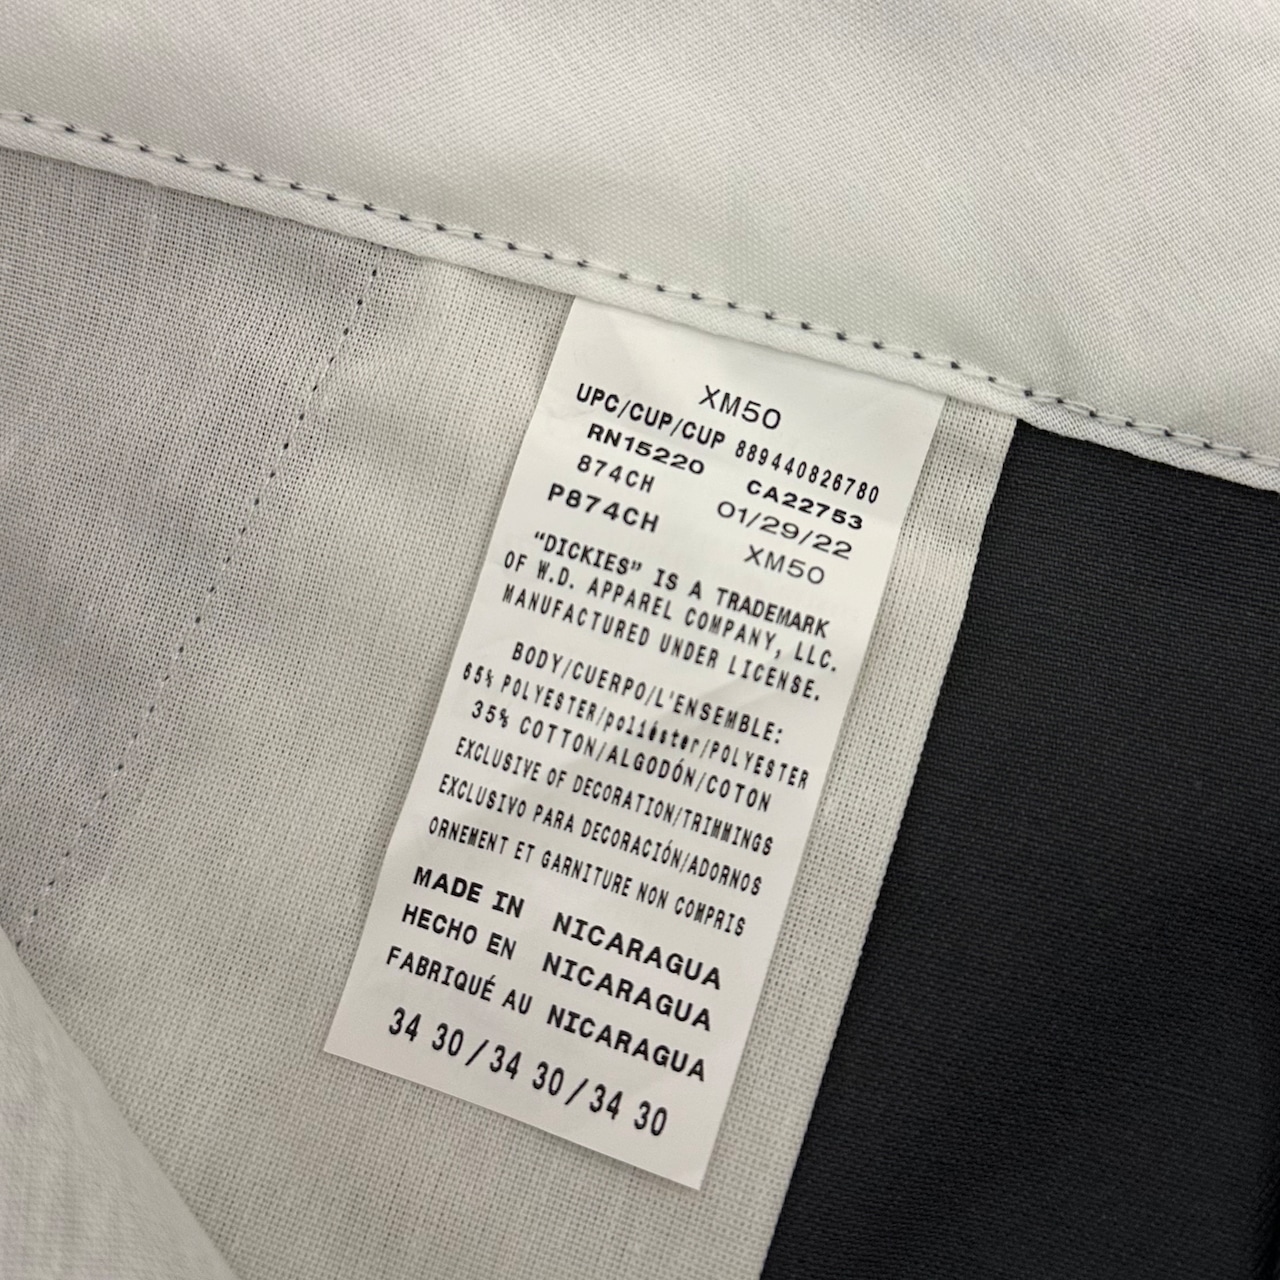 XM50
UPC/CUP/CUP 889440826780
RN15220 CA22753
874CH 01/29/22
P874CH XM50
“DICKIES” IS A TRADEMARK
OF W.D. APPAREL COMPANY, LLC.
MANUFACTURED UNDER LICENSE.
BODY/CUERPO/L'ENSEMBLE:
65% POLYESTER/poliéster/POLYESTER
35% COTTON/ALGODÓN/COTON
EXCLUSIVE OF DECORATION/TRIMMINGS
EXCLUSIVO PARA DECORACIÓN/ADORNOS
ORNEMENT ET GARNITURE NON COMPRIS
MADE IN NICARAGUA
HECHO EN NICARAGUA
FABRIQUÉ AU NICARAGUA
34 30/34 30/34 30